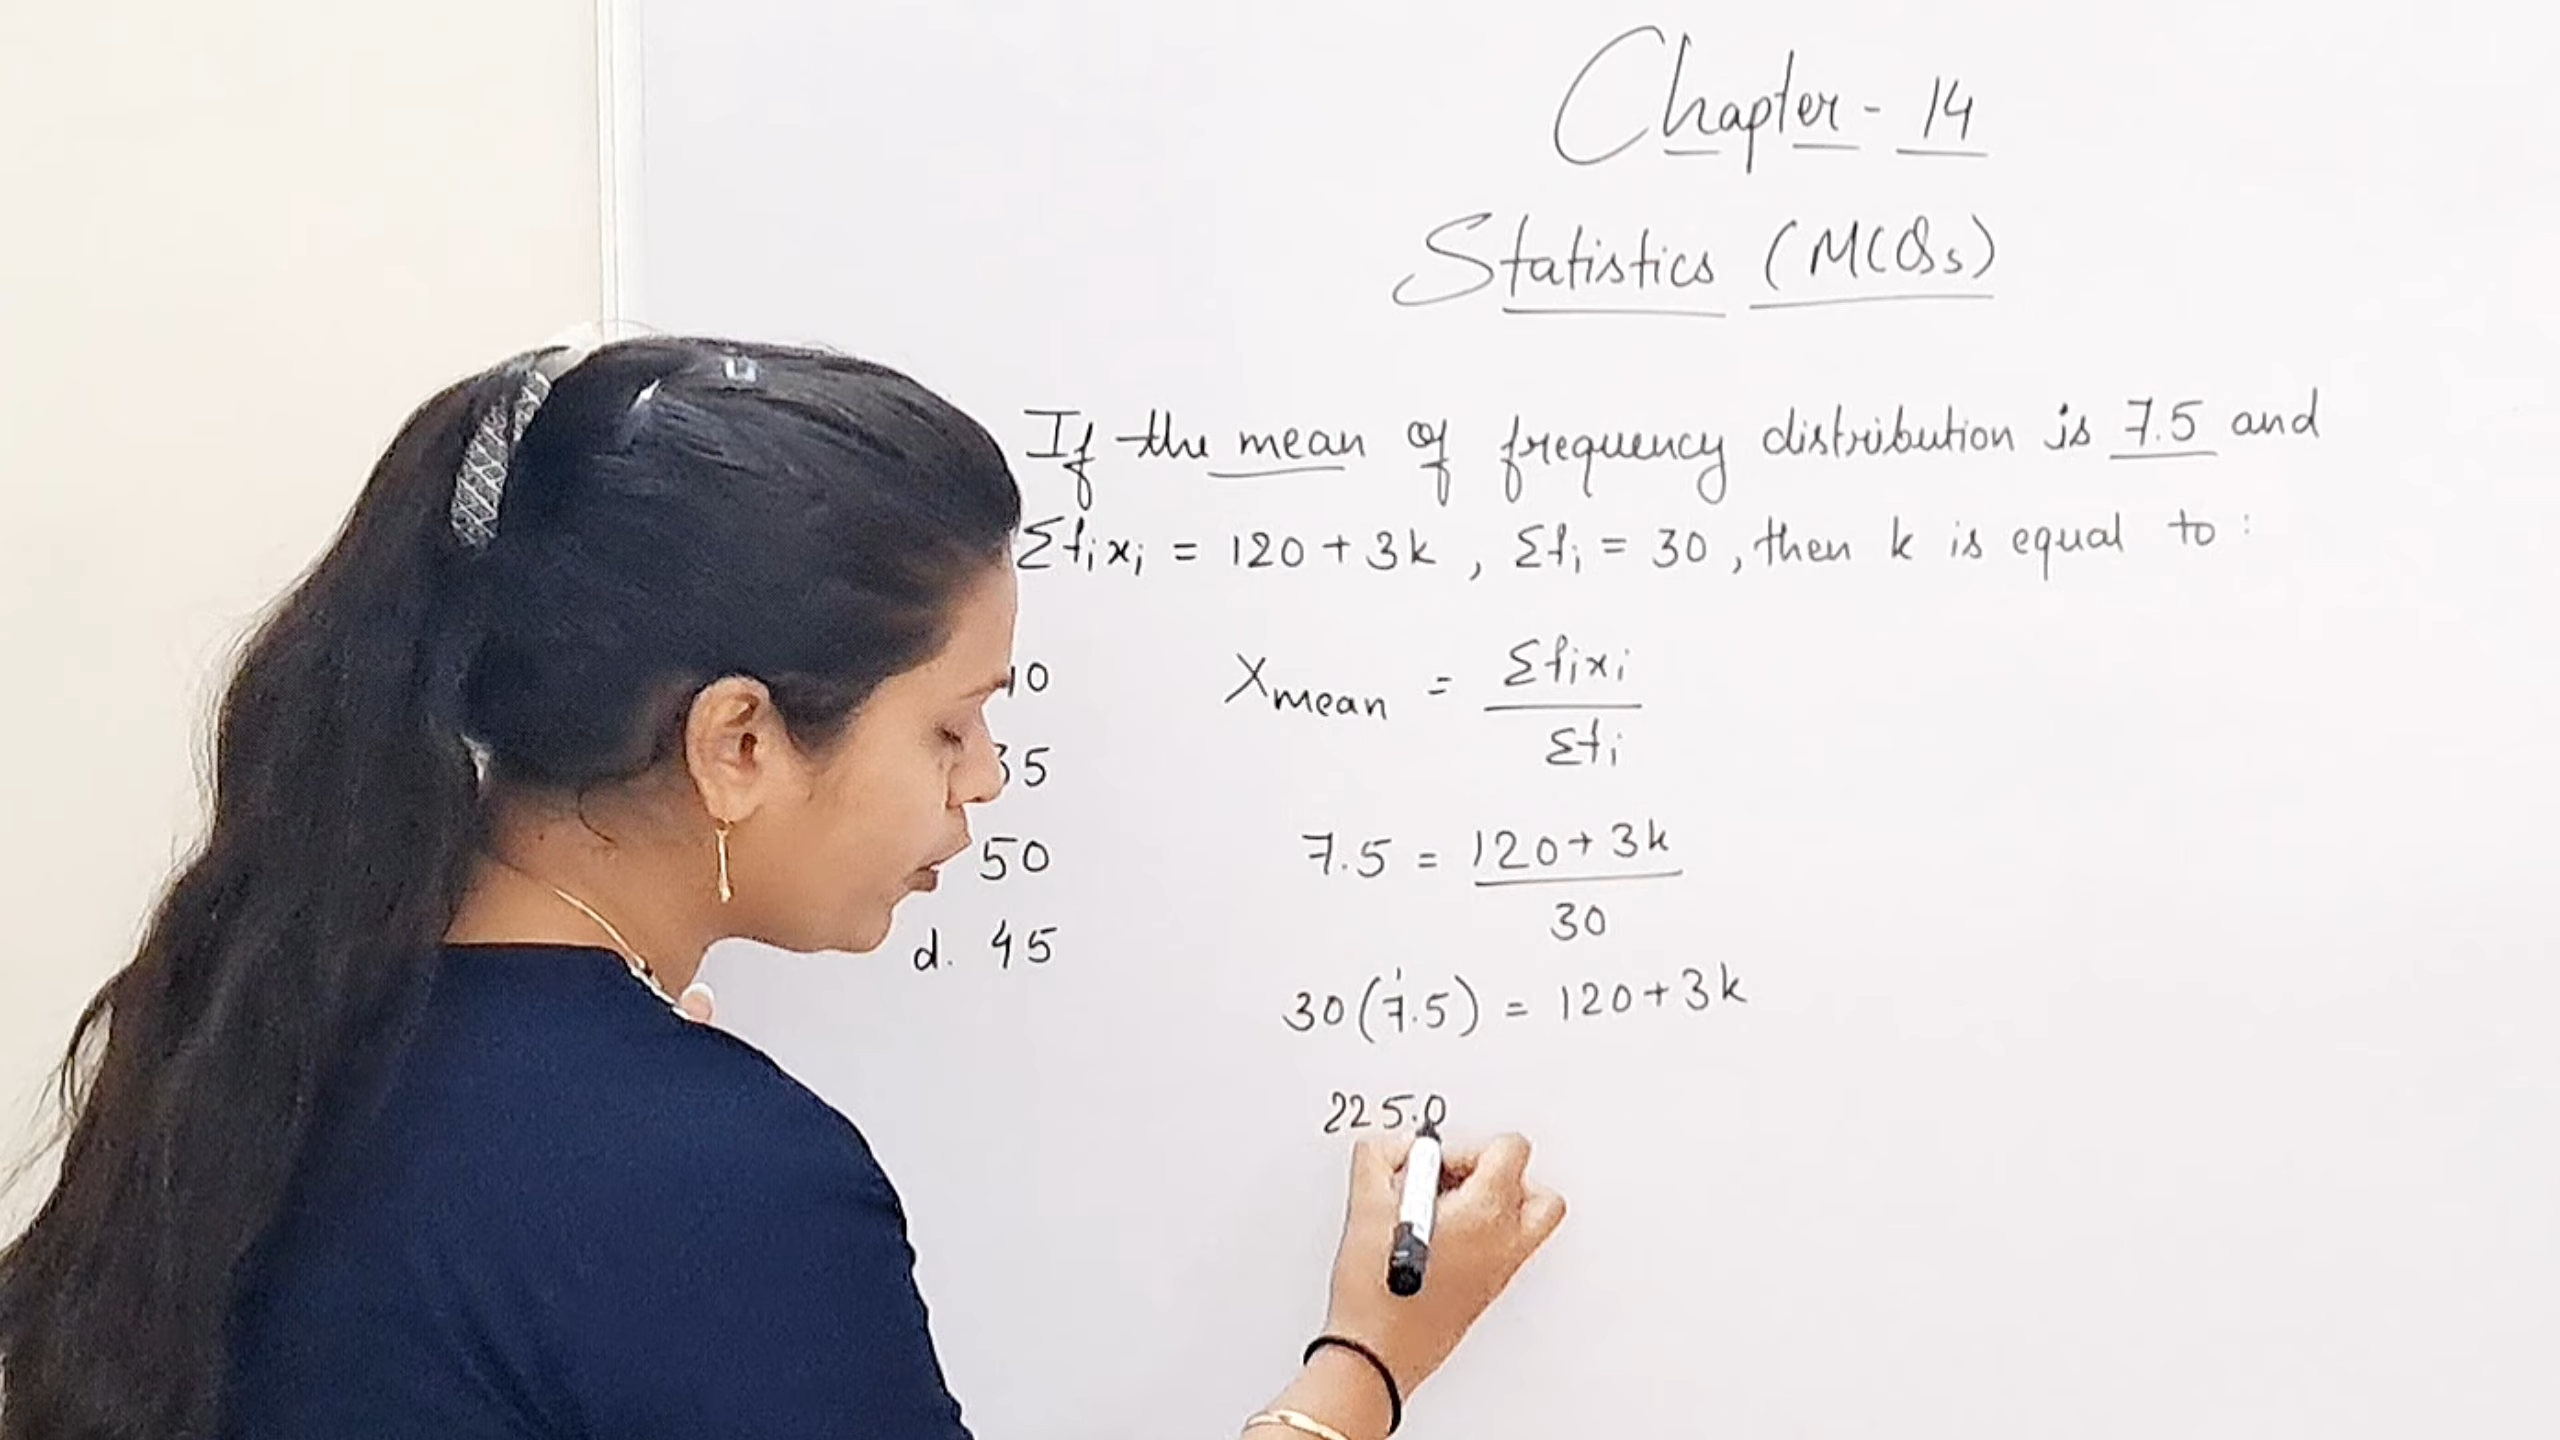 Chapter - 14
Statistics (MCQs)
If the mean of frequency distribution is 7.5 and
Σfixi = 120 + 3k , Σfi = 30 , then k is equal to :
10
35
50
d. 45
Xmean = Σfixi / Σfi
7.5 = 120 + 3k / 30
30(7.5) = 120 + 3k
225.0